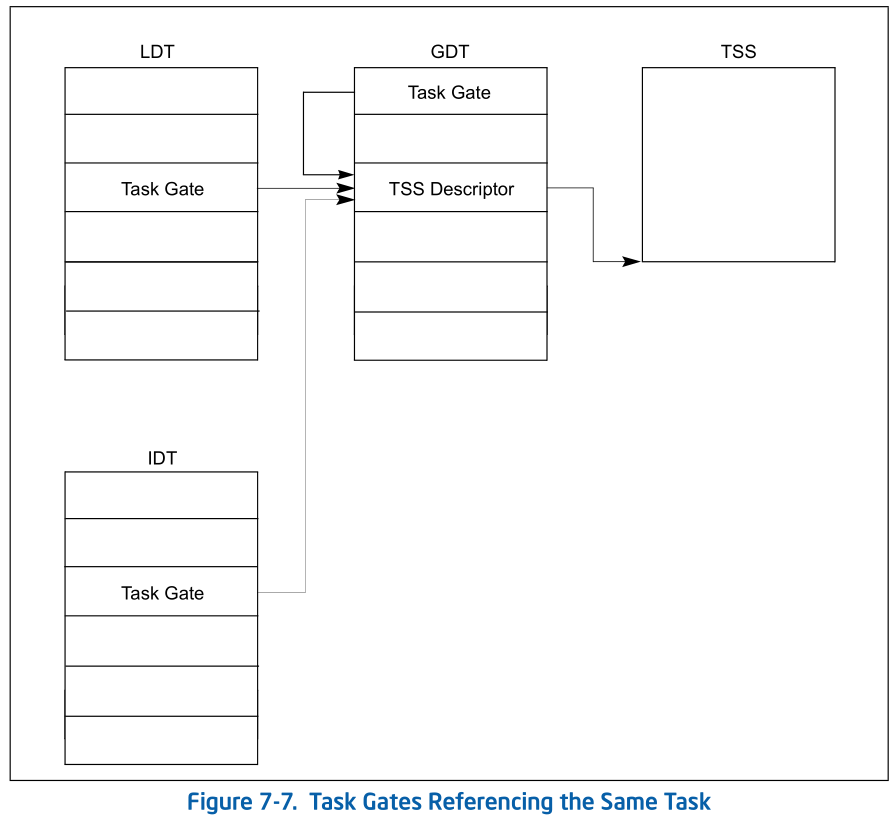 LDT
GDT
TSS
Task Gate
Task Gate
TSS Descriptor
IDT
Task Gate
Figure 7-7. Task Gates Referencing the Same Task